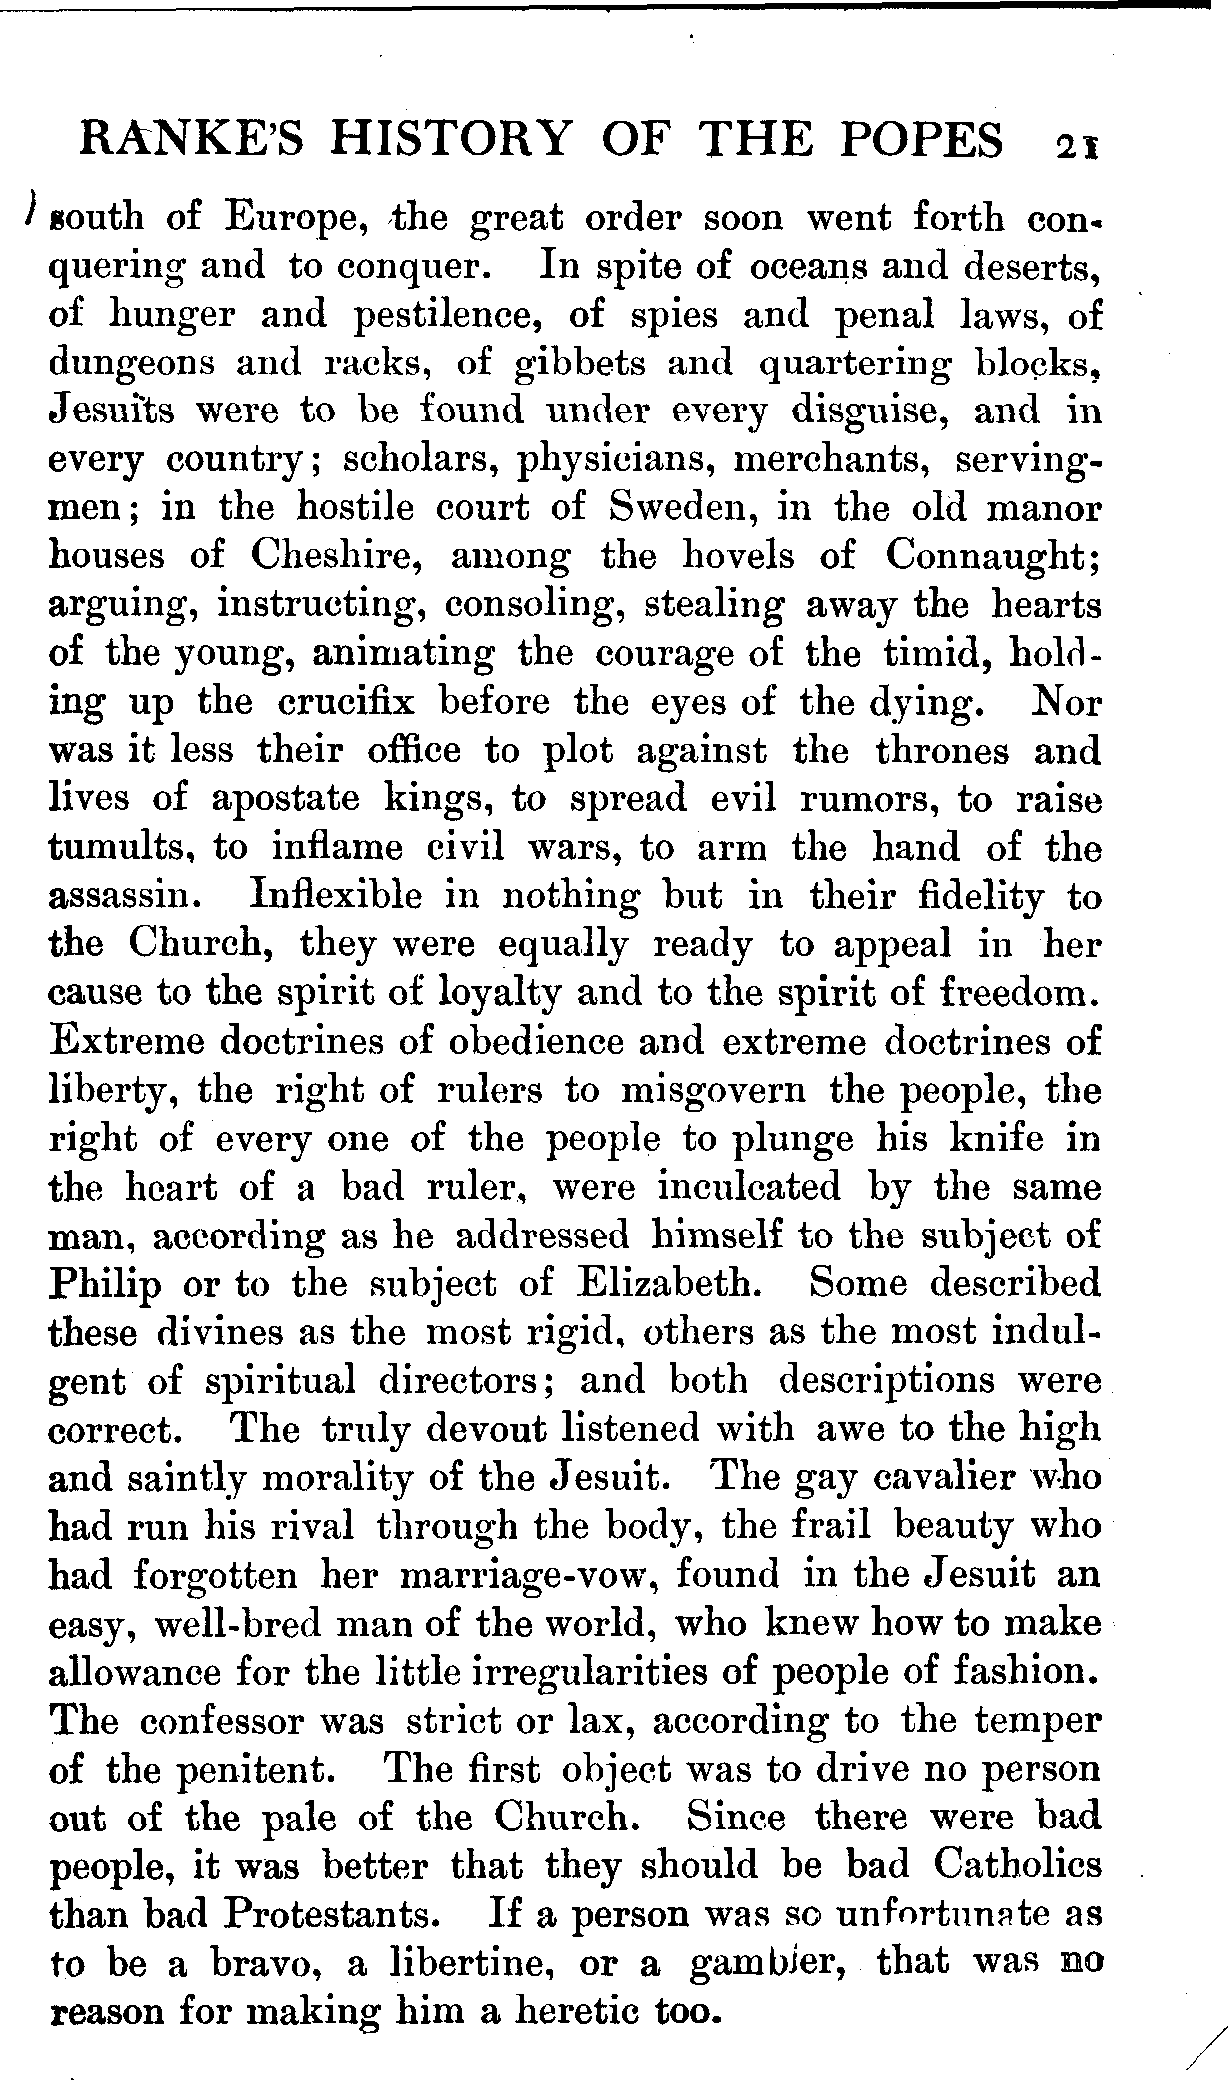 RANKE'S HISTORY OF THE POPES 21
south of Europe, the great order soon went forth con-
quering and to conquer. In spite of oceans and deserts,
of hunger and pestilence, of spies and penal laws, of
dungeons and racks, of gibbets and quartering blocks,
Jesuits were to be found under every disguise, and in
every country; scholars, physicians, merchants, serving-
men; in the hostile court of Sweden, in the old manor
houses of Cheshire, among the hovels of Connaught;
arguing, instructing, consoling, stealing away the hearts
of the young, animating the courage of the timid, hold-
ing up the crucifix before the eyes of the dying. Nor
was it less their office to plot against the thrones and
lives of apostate kings, to spread evil rumors, to raise
tumults, to inflame civil wars, to arm the hand of the
assassin. Inflexible in nothing but in their fidelity to
the Church, they were equally ready to appeal in her
cause to the spirit of loyalty and to the spirit of freedom.
Extreme doctrines of obedience and extreme doctrines of
liberty, the right of rulers to misgovern the people, the
right of every one of the people to plunge his knife in
the heart of a bad ruler, were inculcated by the same
man, according as he addressed himself to the subject of
Philip or to the subject of Elizabeth. Some described
these divines as the most rigid, others as the most indul-
gent of spiritual directors; and both descriptions were
correct. The truly devout listened with awe to the high
and saintly morality of the Jesuit. The gay cavalier who
had run his rival through the body, the frail beauty who
had forgotten her marriage-vow, found in the Jesuit an
easy, well-bred man of the world, who knew how to make
allowance for the little irregularities of people of fashion.
The confessor was strict or lax, according to the temper
of the penitent. The first object was to drive no person
out of the pale of the Church. Since there were bad
people, it was better that they should be bad Catholics
than bad Protestants. If a person was so unfortunate as
to be a bravo, a libertine, or a gambler, that was no
reason for making him a heretic too.